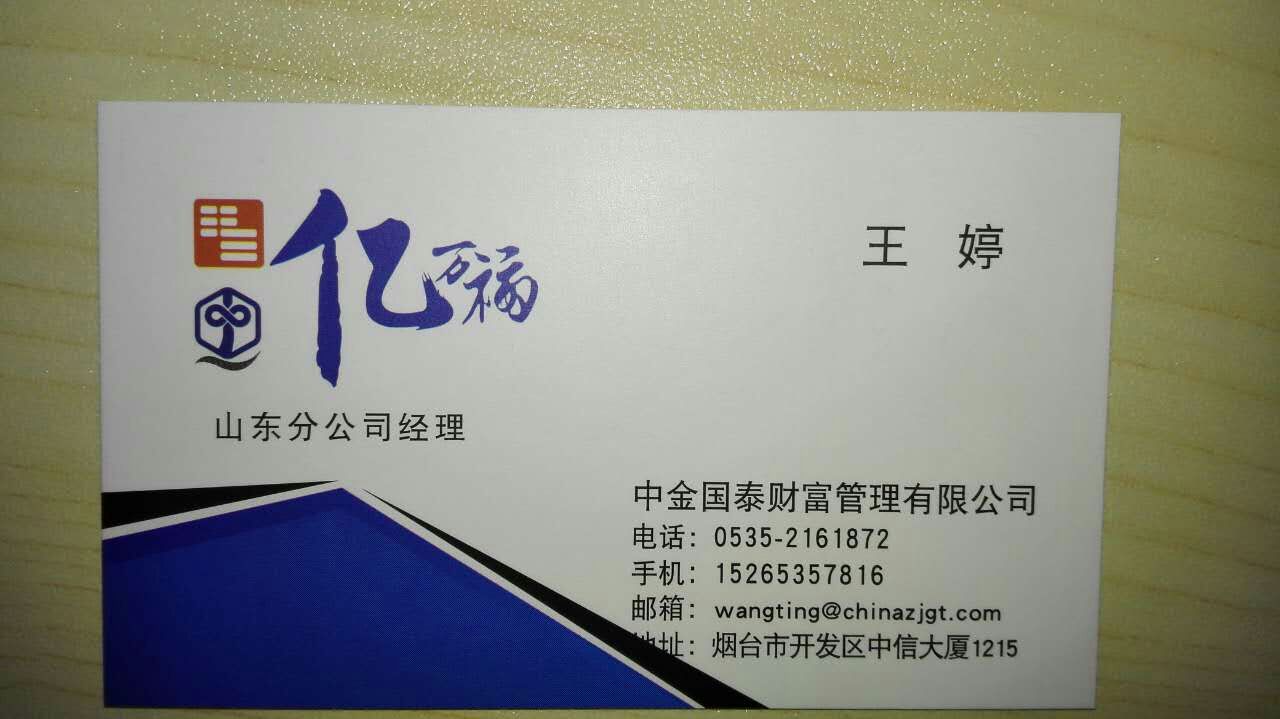 亿万福
王 婷
山东分公司经理
中金国泰财富管理有限公司
电话: 0535-2161872
手机: 15265357816
邮箱: wangting@chinazjgt.com
地址: 烟台市开发区中信大厦1215